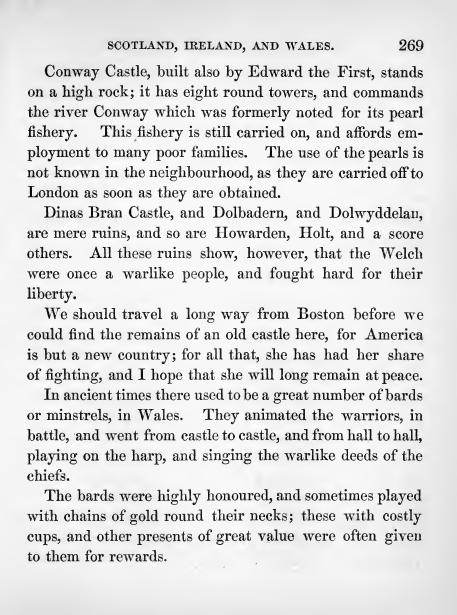 SCOTLAND, IRELAND, AND WALES. 269
Conway Castle, built also by Edward the First, stands
on a high rock; it has eight round towers, and commands
the river Conway which was formerly noted for its pearl
fishery. This fishery is still carried on, and affords em-
ployment to many poor families. The use of the pearls is
not known in the neighbourhood, as they are carried off to
London as soon as they are obtained.
Dinas Bran Castle, and Dolbadern, and Dolwyddelan,
are mere ruins, and so are Howarden, Holt, and a score
others. All these ruins show, however, that the Welch
were once a warlike people, and fought hard for their
liberty.
We should travel a long way from Boston before we
could find the remains of an old castle here, for America
is but a new country; for all that, she has had her share
of fighting, and I hope that she will long remain at peace.
In ancient times there used to be a great number of bards
or minstrels, in Wales. They animated the warriors, in
battle, and went from castle to castle, and from hall to hall,
playing on the harp, and singing the warlike deeds of the
chiefs.
The bards were highly honoured, and sometimes played
with chains of gold round their necks; these with costly
cups, and other presents of great value were often given
to them for rewards.